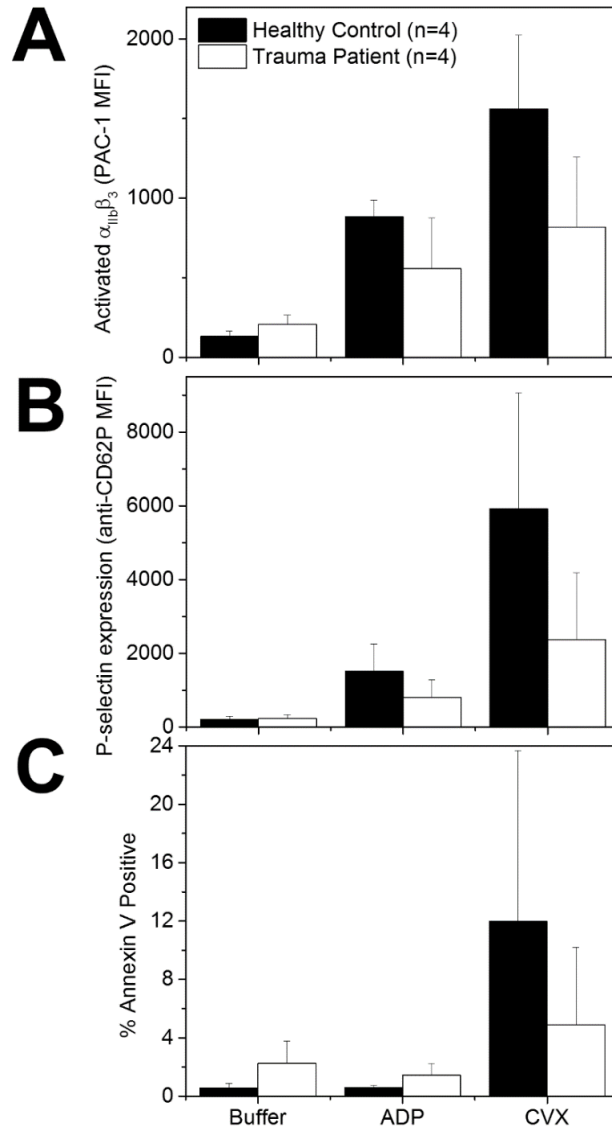 A
Healthy Control (n=4)
Trauma Patient (n=4)
Activated αIIbβ3 (PAC-1 MFI)
2000
1000
0
B
P-selectin expression (anti-CD62P MFI)
8000
6000
4000
2000
0
C
% Annexin V Positive
24
20
16
12
8
4
0
Buffer ADP CVX